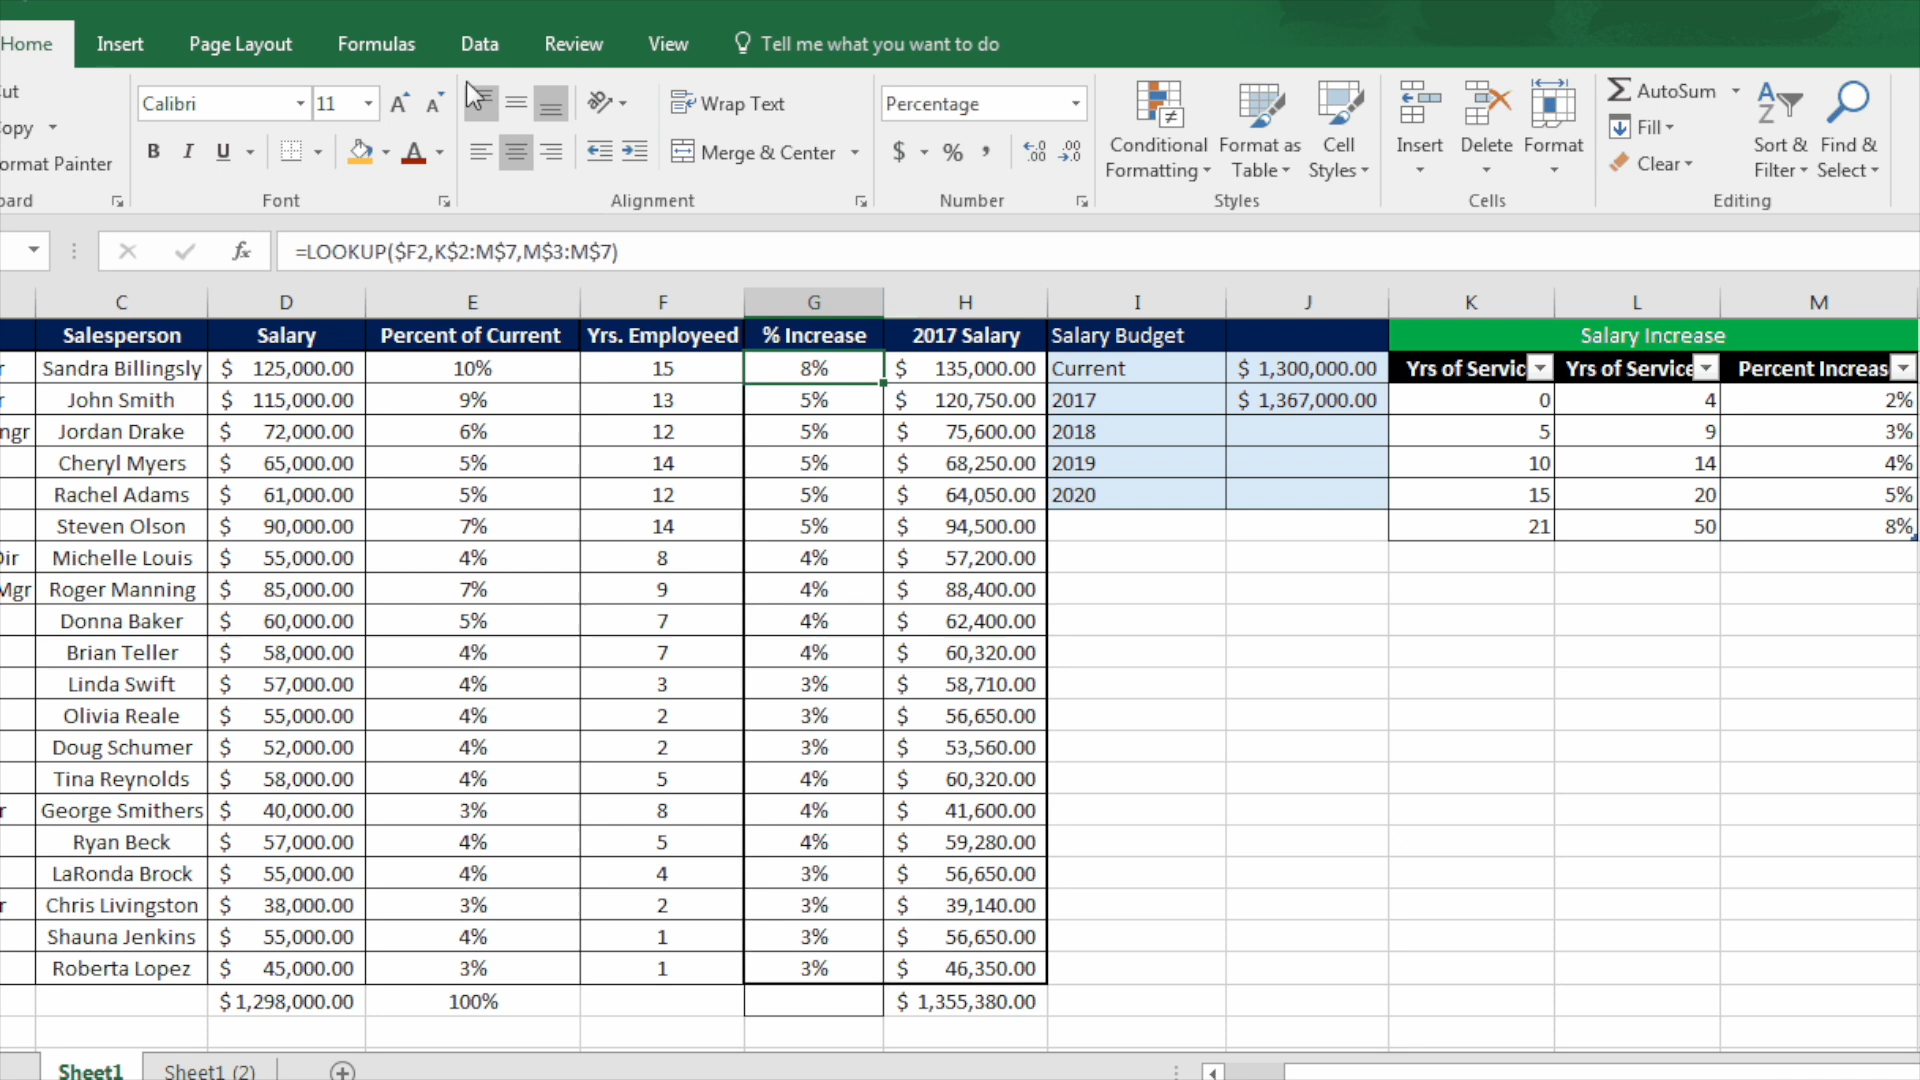 Home Insert Page Layout Formulas Data Review View Tell me what you want to do
ut Calibri 11 A A Wrap Text Percentage AutoSum
opy Conditional Format as Cell Insert Delete Format Fill Sort & Find &
ormat Painter B I U A Merge & Center $ % , .00 .00 Formatting Table Styles Clear Filter Select
oard Font Alignment Number Styles Cells Editing
fx =LOOKUP($F2,K$2:M$7,M$3:M$7)
C D E F G H I J K L M
Salesperson Salary Percent of Current Yrs. Employeed % Increase 2017 Salary Salary Budget Salary Increase
r Sandra Billingsly $ 125,000.00 10% 15 8% $ 135,000.00 Current $ 1,300,000.00 Yrs of Servic Yrs of Service Percent Increas
r John Smith $ 115,000.00 9% 13 5% $ 120,750.00 2017 $ 1,367,000.00 0 4 2%
mgr Jordan Drake $ 72,000.00 6% 12 5% $ 75,600.00 2018 5 9 3%
Cheryl Myers $ 65,000.00 5% 14 5% $ 68,250.00 2019 10 14 4%
Rachel Adams $ 61,000.00 5% 12 5% $ 64,050.00 2020 15 20 5%
Steven Olson $ 90,000.00 7% 14 5% $ 94,500.00 21 50 8%
Dir Michelle Louis $ 55,000.00 4% 8 4% $ 57,200.00
Mgr Roger Manning $ 85,000.00 7% 9 4% $ 88,400.00
Donna Baker $ 60,000.00 5% 7 4% $ 62,400.00
Brian Teller $ 58,000.00 4% 7 4% $ 60,320.00
Linda Swift $ 57,000.00 4% 3 3% $ 58,710.00
Olivia Reale $ 55,000.00 4% 2 3% $ 56,650.00
Doug Schumer $ 52,000.00 4% 2 3% $ 53,560.00
Tina Reynolds $ 58,000.00 4% 5 4% $ 60,320.00
r George Smithers $ 40,000.00 3% 8 4% $ 41,600.00
Ryan Beck $ 57,000.00 4% 5 4% $ 59,280.00
LaRonda Brock $ 55,000.00 4% 4 3% $ 56,650.00
r Chris Livingston $ 38,000.00 3% 2 3% $ 39,140.00
Shauna Jenkins $ 55,000.00 4% 1 3% $ 56,650.00
Roberta Lopez $ 45,000.00 3% 1 3% $ 46,350.00
$ 1,298,000.00 100% $ 1,355,380.00
Sheet1 Sheet1 (2)